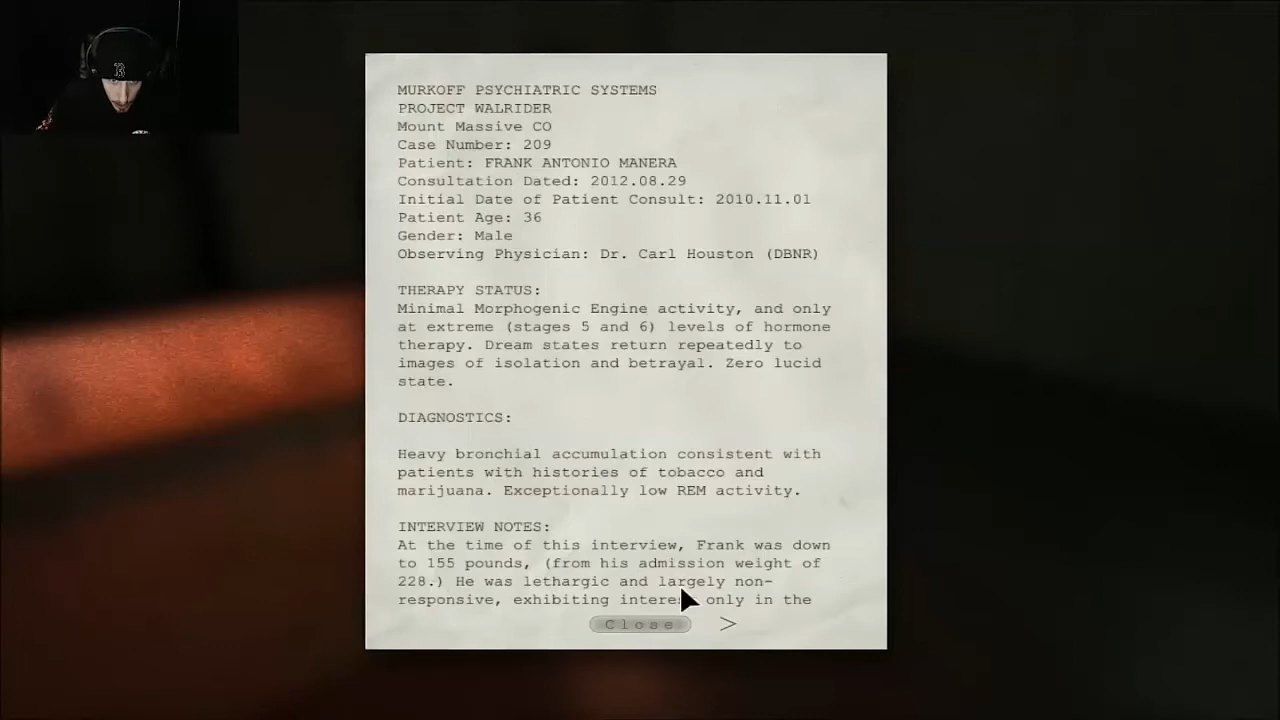 MURKOFF PSYCHIATRIC SYSTEMS
PROJECT WALRIDER
Mount Massive CO
Case Number: 209
Patient: FRANK ANTONIO MANERA
Consultation Dated: 2012.08.29
Initial Date of Patient Consult: 2010.11.01
Patient Age: 36
Gender: Male
Observing Physician: Dr. Carl Houston (DBNR)
THERAPY STATUS:
Minimal Morphogenic Engine activity, and only
at extreme (stages 5 and 6) levels of hormone
therapy. Dream states return repeatedly to
images of isolation and betrayal. Zero lucid
state.
DIAGNOSTICS:
Heavy bronchial accumulation consistent with
patients with histories of tobacco and
marijuana. Exceptionally low REM activity.
INTERVIEW NOTES:
At the time of this interview, Frank was down
to 155 pounds, (from his admission weight of
228.) He was lethargic and largely non-
responsive, exhibiting only in the
Close >
B